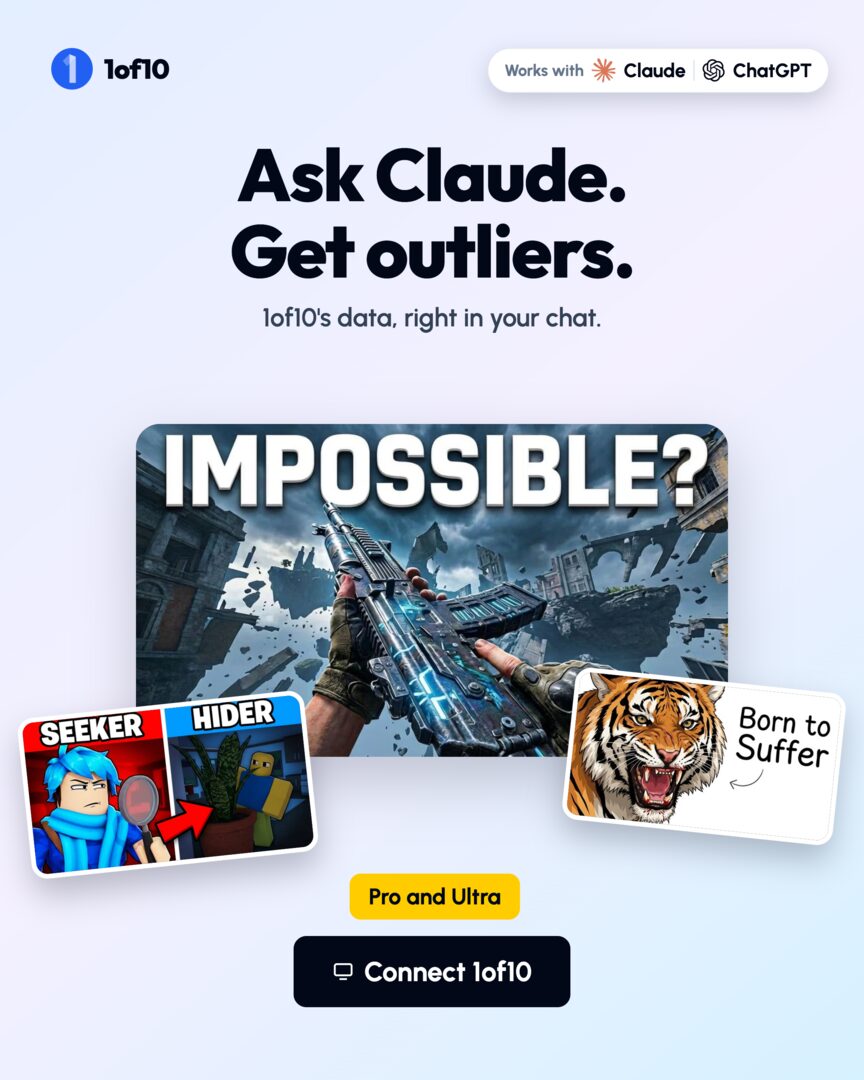 1of10
Works with Claude ChatGPT
Ask Claude.
Get outliers.
1of10's data, right in your chat.
IMPOSSIBLE?
SEEKER
HIDER
Born to
Suffer
Pro and Ultra
Connect 1of10